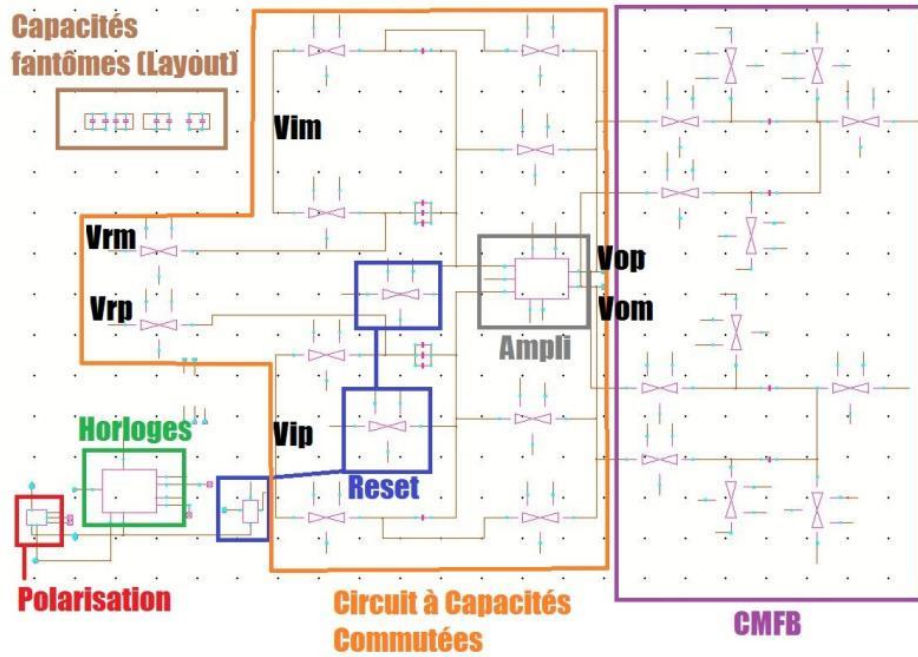 Capacités
fantômes (Layout)
Vim
Vrm
Vrp
Vop
Vom
Ampli
Horloges
Vip
Reset
Polarisation
Circuit à Capacités
Commutées
CMFB